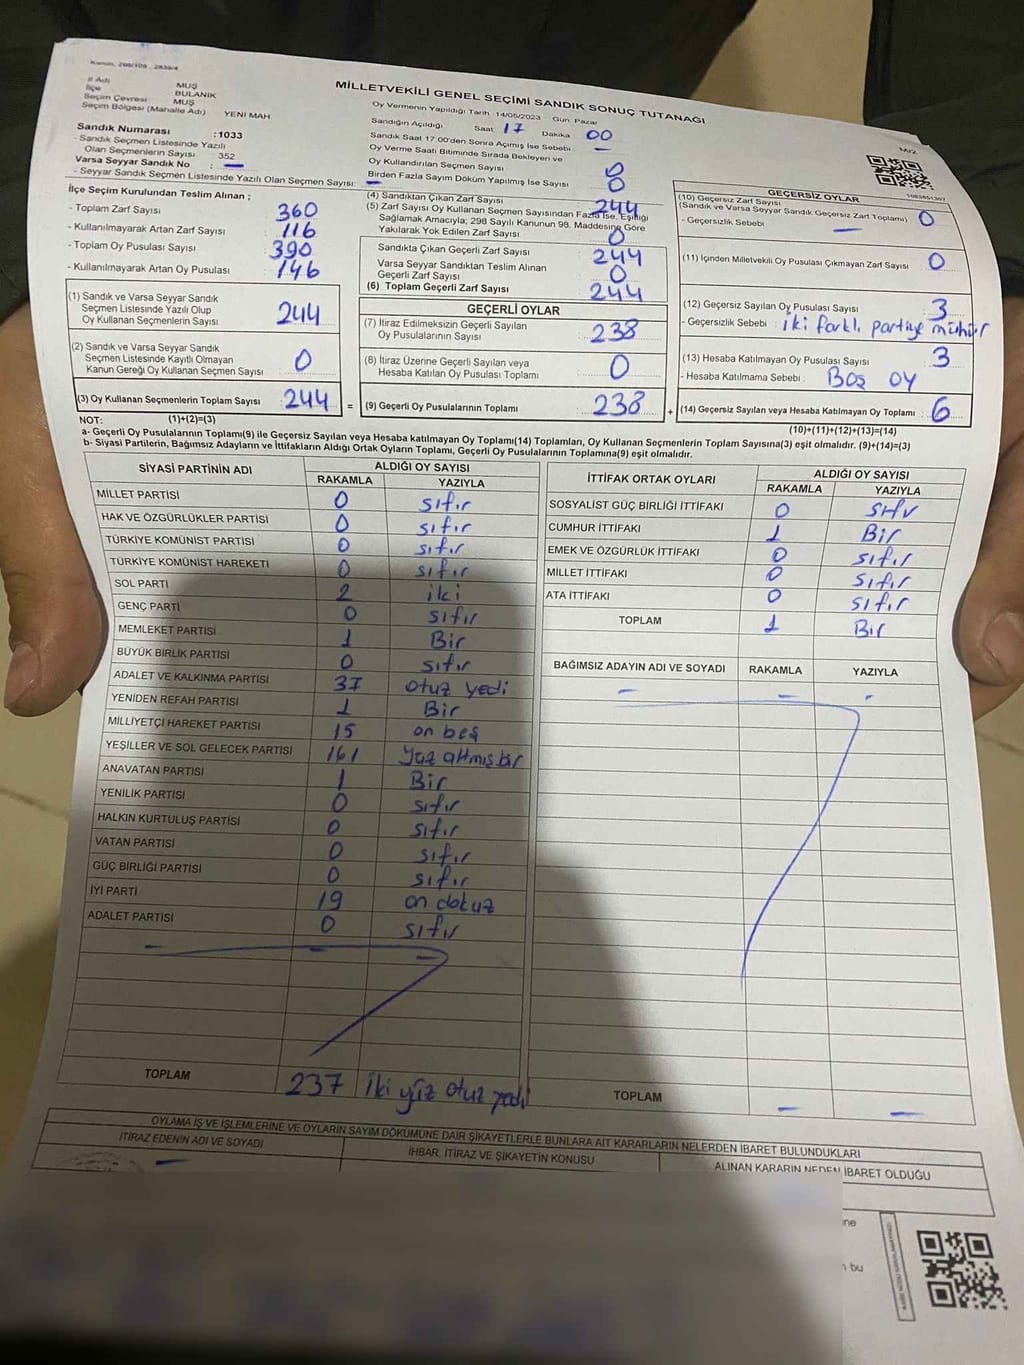 Kanun, 298/105 , 2839/4
MİLLETVEKİLİ GENEL SEÇİMİ SANDIK SONUÇ TUTANAĞI
M/2
İl Adı MUŞ
İlçe BULANIK
Seçim Çevresi MUŞ
Seçim Bölgesi (Mahalle Adı) YENİ MAH
Sandık Numarası : 1033
- Sandık Seçmen Listesinde Yazılı
Olan Seçmenlerin Sayısı : 352
Varsa Seyyar Sandık No : —
- Seyyar Sandık Seçmen Listesinde Yazılı Olan Seçmen Sayısı: —
Oy Vermenin Yapıldığı Tarih :14/05/2023 Gün Pazar
Sandığın Açıldığı Saat 17 Dakika 00
Sandık Saat 17:00'den Sonra Açımış İse Sebebi : —
Oy Verme Saati Bitiminde Sırada Bekleyen ve
Oy Kullandırılan Seçmen Sayısı : 0
Birden Fazla Sayım Döküm Yapılmış İse Sayısı : 0
İlçe Seçim Kurulundan Teslim Alınan ;
- Toplam Zarf Sayısı : 360
- Kullanılmayarak Artan Zarf Sayısı : 116
- Toplam Oy Pusulası Sayısı : 390
- Kullanılmayarak Artan Oy Pusulası : 146
(1) Sandık ve Varsa Seyyar Sandık
Seçmen Listesinde Yazılı Olup
Oy Kullanan Seçmenlerin Sayısı : 244
(2) Sandık ve Varsa Seyyar Sandık
Seçmen Listesinde Kayıtlı Olmayan
Kanun Gereği Oy Kullanan Seçmen Sayısı : 0
(3) Oy Kullanan Seçmenlerin Toplam Sayısı : 244
(1)+(2)=(3)
(4) Sandıktan Çıkan Zarf Sayısı : 244
(5) Zarf Sayısı Oy Kullanan Seçmen Sayısından Fazla İse, Eşitliği
Sağlamak Amacıyla, 298 Sayılı Kanunun 98. Maddesine Göre
Yakılarak Yok Edilen Zarf Sayısı : 0
Sandıkta Çıkan Geçerli Zarf Sayısı : 244
Varsa Seyyar Sandıktan Teslim Alınan
Geçerli Zarf Sayısı : 0
(6) Toplam Geçerli Zarf Sayısı : 244
GEÇERLİ OYLAR
(7) İtiraz Edilmeksizin Geçerli Sayılan
Oy Pusulalarının Sayısı : 238
(8) İtiraz Üzerine Geçerli Sayılan veya
Hesaba Katılan Oy Pusulası Toplamı : 0
= (9) Geçerli Oy Pusulalarının Toplamı : 238
GEÇERSİZ OYLAR
(10) Geçersiz Zarf Sayısı
(Sandık ve Varsa Seyyar Sandık Geçersiz Zarf Toplamı) : 0
- Geçersizlik Sebebi : —
(11) İçinden Milletvekili Oy Pusulası Çıkmayan Zarf Sayısı : 0
(12) Geçersiz Sayılan Oy Pusulası Sayısı : 3
- Geçersizlik Sebebi : iki farklı partiye mühür
(13) Hesaba Katılmayan Oy Pusulası Sayısı : 3
- Hesaba Katılmama Sebebi : Boş oy
+ (14) Geçersiz Sayılan veya Hesaba Katılmayan Oy Toplamı : 6
(10)+(11)+(12)+(13)=(14)
NOT:
a- Geçerli Oy Pusulalarının Toplamı(9) ile Geçersiz Sayılan veya Hesaba katılmayan Oy Toplamı(14) Toplamları, Oy Kullanan Seçmenlerin Toplam Sayısına(3) eşit olmalıdır. (9)+(14)=(3)
b- Siyasi Partilerin, Bağımsız Adayların ve İttifakların Aldığı Ortak Oyların Toplamı, Geçerli Oy Pusulalarının Toplamına(9) eşit olmalıdır.
SİYASİ PARTİNİN ADI ALDIĞI OY SAYISI
RAKAMLA YAZIYLA
MİLLET PARTİSİ 0 sıfır
HAK VE ÖZGÜRLÜKLER PARTİSİ 0 sıfır
TÜRKİYE KOMÜNİST PARTİSİ 0 sıfır
TÜRKİYE KOMÜNİST HAREKETİ 0 sıfır
SOL PARTİ 2 iki
GENÇ PARTİ 0 sıfır
MEMLEKET PARTİSİ 1 Bir
BÜYÜK BİRLİK PARTİSİ 0 sıfır
ADALET VE KALKINMA PARTİSİ 37 otuz yedi
YENİDEN REFAH PARTİSİ 1 Bir
MİLLİYETÇİ HAREKET PARTİSİ 15 on beş
YEŞİLLER VE SOL GELECEK PARTİSİ 161 Yüz altmış bir
ANAVATAN PARTİSİ 1 Bir
YENİLİK PARTİSİ 0 sıfır
HALKIN KURTULUŞ PARTİSİ 0 sıfır
VATAN PARTİSİ 0 sıfır
GÜÇ BİRLİĞİ PARTİSİ 0 sıfır
İYİ PARTİ 19 on dokuz
ADALET PARTİSİ 0 sıfır
TOPLAM 237 iki yüz otuz yedi
İTTİFAK ORTAK OYLARI ALDIĞI OY SAYISI
RAKAMLA YAZIYLA
SOSYALİST GÜÇ BİRLİĞİ İTTİFAKI 0 sıfır
CUMHUR İTTİFAKI 1 Bir
EMEK VE ÖZGÜRLÜK İTTİFAKI 0 sıfır
MİLLET İTTİFAKI 0 sıfır
ATA İTTİFAKI 0 sıfır
TOPLAM 1 Bir
BAĞIMSIZ ADAYIN ADI VE SOYADI RAKAMLA YAZIYLA
— — —
TOPLAM — —
OYLAMA İŞ VE İŞLEMLERİNE VE OYLARIN SAYIM DÖKÜMÜNE DAİR ŞİKAYETLERLE BUNLARA AİT KARARLARIN NELERDEN İBARET BULUNDUKLARI
İTİRAZ EDENİN ADI VE SOYADI İHBAR, İTİRAZ VE ŞİKAYETİN KONUSU ALINAN KARARIN NEDEN İBARET OLDUĞU
—